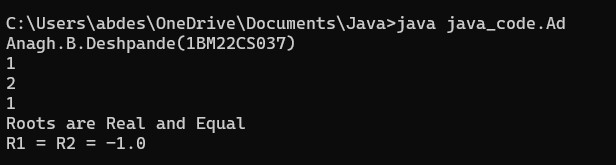 C:\Users\abdes\OneDrive\Documents\Java>java java_code.Ad
Anagh.B.Deshpande(1BM22CS037)
1
2
1
Roots are Real and Equal
R1 = R2 = -1.0